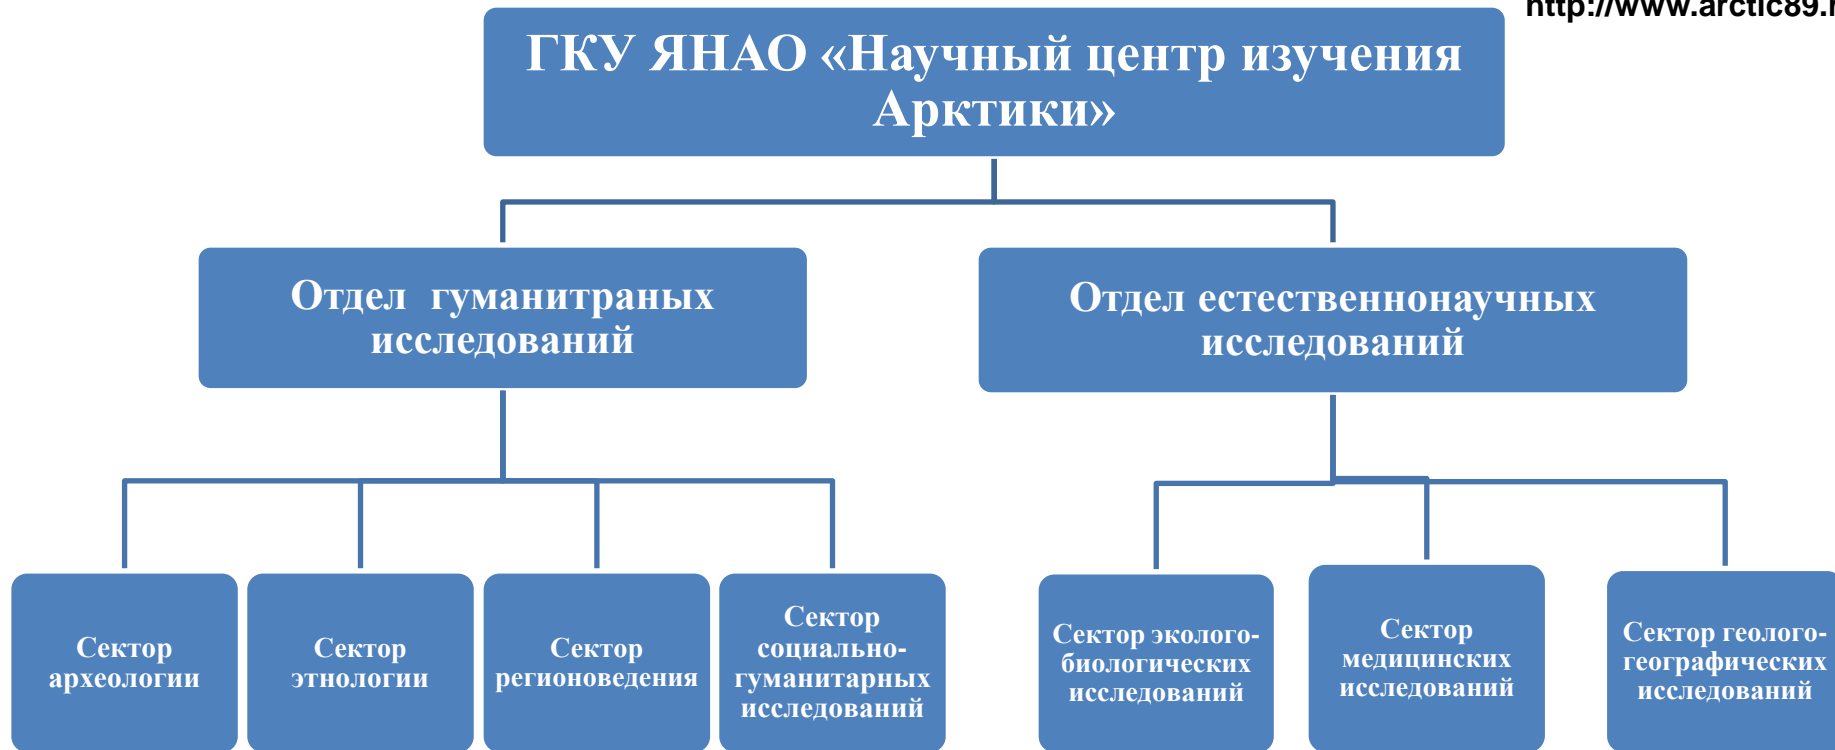 http://www.arctic89.r
ГКУ ЯНАО «Научный центр изучения
Арктики»
Отдел гуманитраных
исследований
Отдел естественнонаучных
исследований
Сектор
археологии
Сектор
этнологии
Сектор
регионоведения
Сектор
социально-
гуманитарных
исследований
Сектор эколого-
биологических
исследований
Сектор
медицинских
исследований
Сектор геолого-
географических
исследований